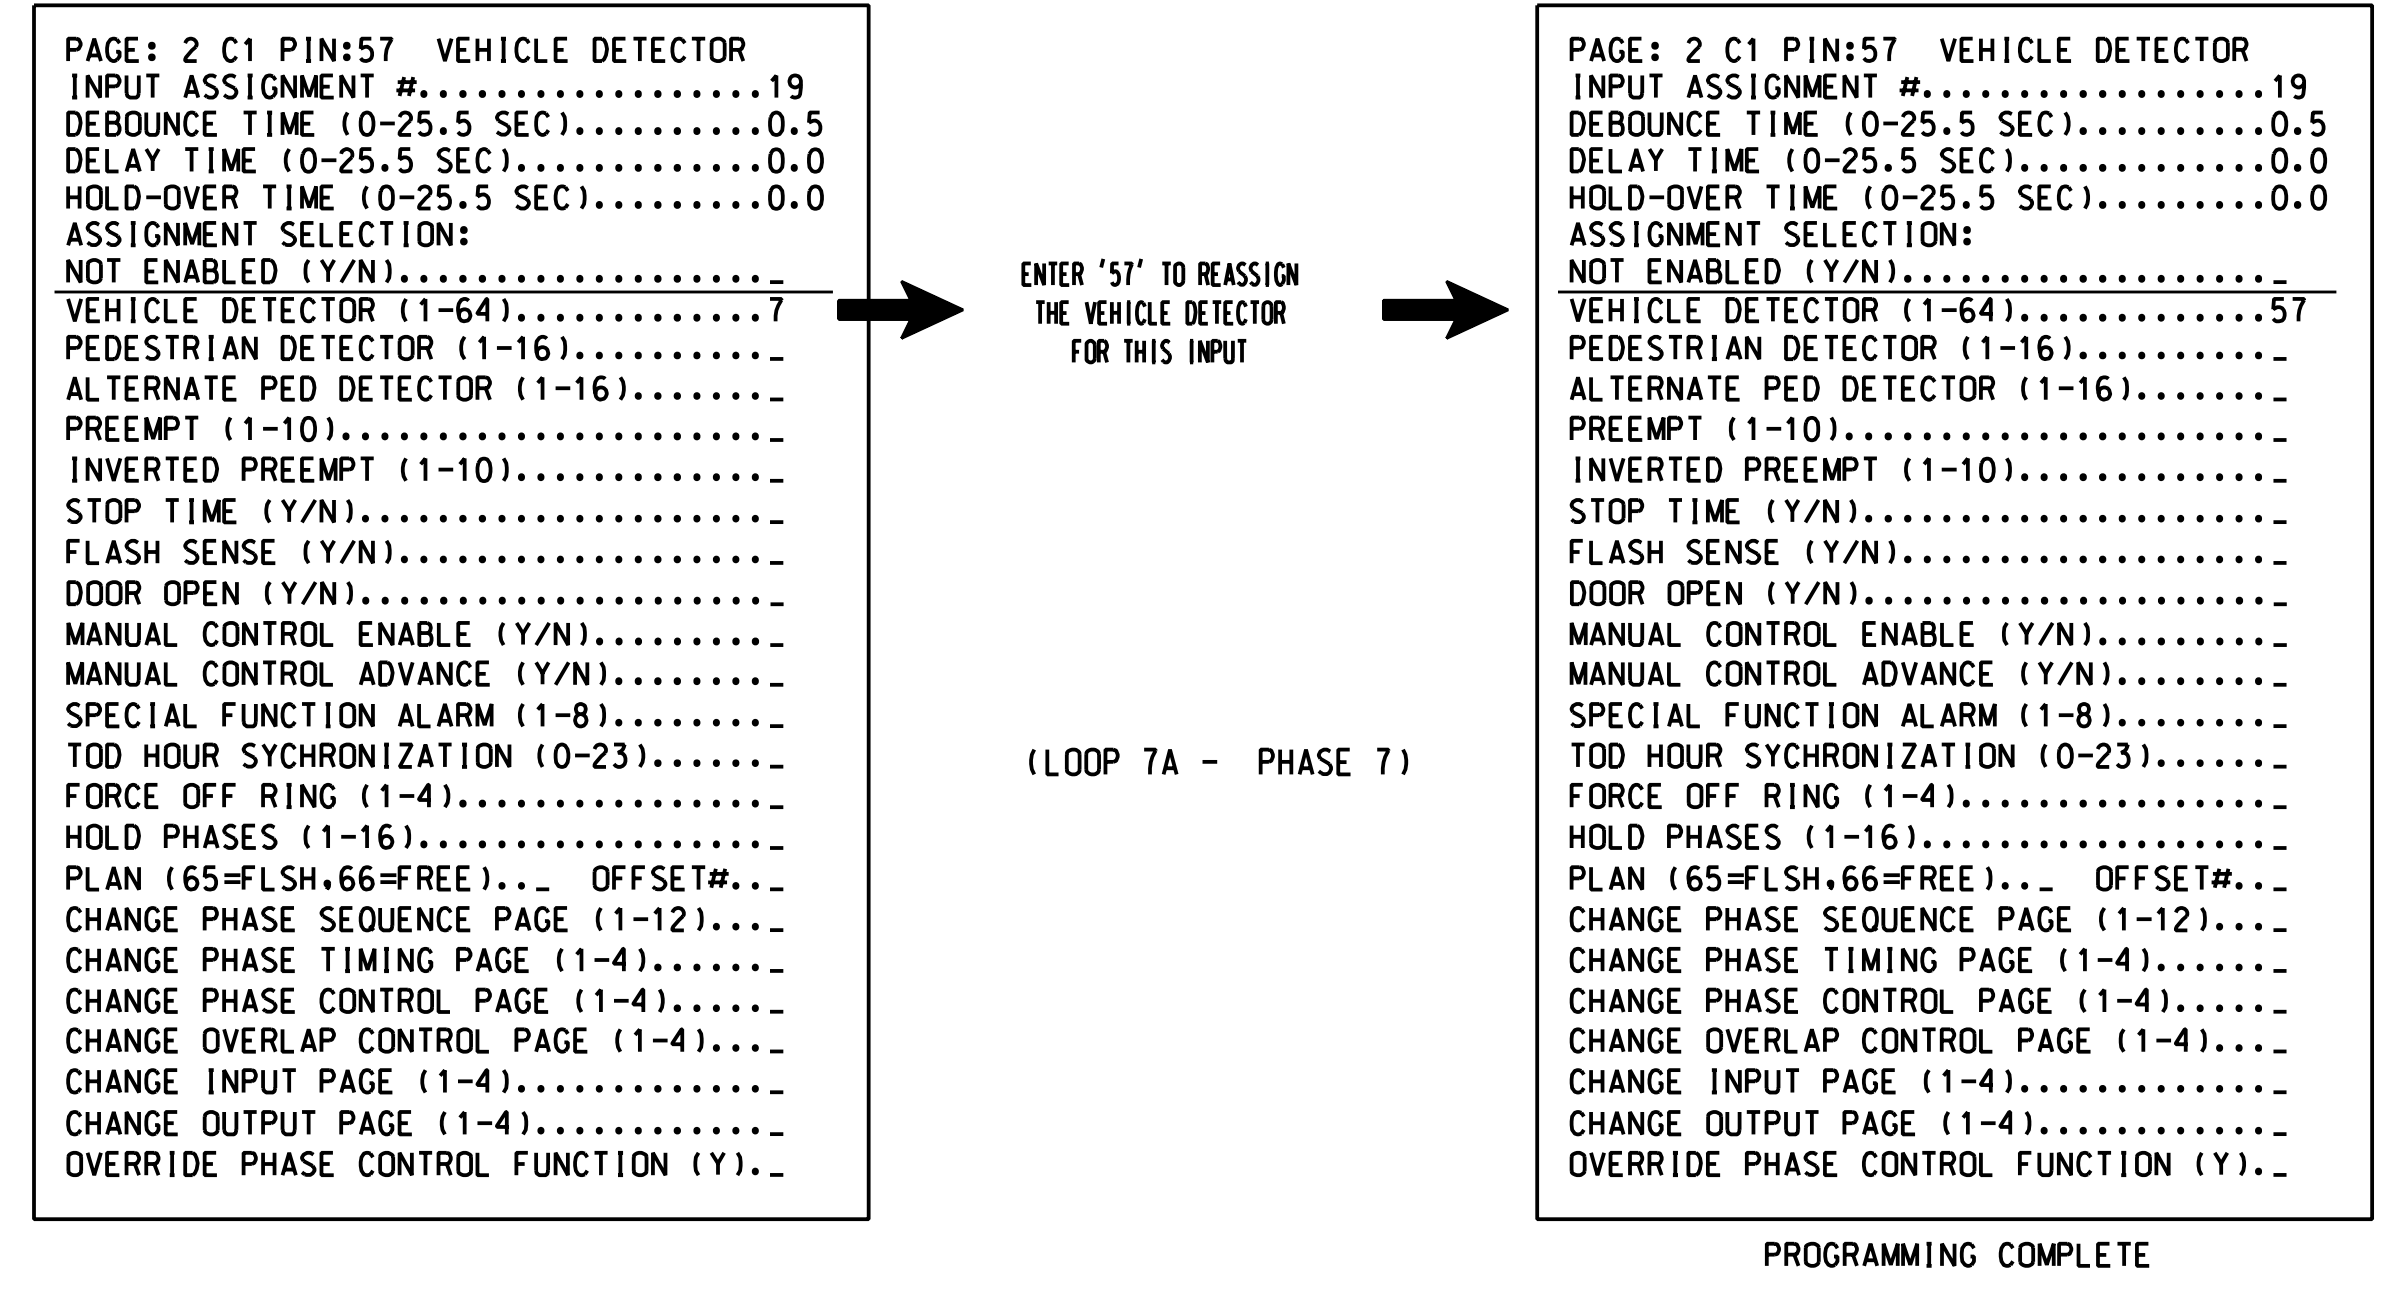 PAGE: 2 C1 PIN:57  VEHICLE DETECTOR
INPUT ASSIGNMENT #..................19
DEBOUNCE TIME (0-25.5 SEC)..........0.5
DELAY TIME (0-25.5 SEC).............0.0
HOLD-OVER TIME (0-25.5 SEC).........0.0
ASSIGNMENT SELECTION:
NOT ENABLED (Y/N)..................._
VEHICLE DETECTOR (1-64).............7
PEDESTRIAN DETECTOR (1-16).........._
ALTERNATE PED DETECTOR (1-16)......._
PREEMPT (1-10)......................_
INVERTED PREEMPT (1-10)............._
STOP TIME (Y/N)....................._
FLASH SENSE (Y/N)..................._
DOOR OPEN (Y/N)....................._
MANUAL CONTROL ENABLE (Y/N)........._
MANUAL CONTROL ADVANCE (Y/N)........_
SPECIAL FUNCTION ALARM (1-8)........_
TOD HOUR SYCHRONIZATION (0-23)......_
FORCE OFF RING (1-4)................_
HOLD PHASES (1-16).................._
PLAN (65=FLSH,66=FREE).._  OFFSET#.._
CHANGE PHASE SEQUENCE PAGE (1-12)..._
CHANGE PHASE TIMING PAGE (1-4)......_
CHANGE PHASE CONTROL PAGE (1-4)....._
CHANGE OVERLAP CONTROL PAGE (1-4)..._
CHANGE INPUT PAGE (1-4)............._
CHANGE OUTPUT PAGE (1-4)............_
OVERRIDE PHASE CONTROL FUNCTION (Y)._
ENTER '57' TO REASSIGN
THE VEHICLE DETECTOR
FOR THIS INPUT
(LOOP 7A -  PHASE 7)
PAGE: 2 C1 PIN:57  VEHICLE DETECTOR
INPUT ASSIGNMENT #..................19
DEBOUNCE TIME (0-25.5 SEC)..........0.5
DELAY TIME (0-25.5 SEC).............0.0
HOLD-OVER TIME (0-25.5 SEC).........0.0
ASSIGNMENT SELECTION:
NOT ENABLED (Y/N)..................._
VEHICLE DETECTOR (1-64).............57
PEDESTRIAN DETECTOR (1-16).........._
ALTERNATE PED DETECTOR (1-16)......._
PREEMPT (1-10)......................_
INVERTED PREEMPT (1-10)............._
STOP TIME (Y/N)....................._
FLASH SENSE (Y/N)..................._
DOOR OPEN (Y/N)....................._
MANUAL CONTROL ENABLE (Y/N)........._
MANUAL CONTROL ADVANCE (Y/N)........_
SPECIAL FUNCTION ALARM (1-8)........_
TOD HOUR SYCHRONIZATION (0-23)......_
FORCE OFF RING (1-4)................_
HOLD PHASES (1-16).................._
PLAN (65=FLSH,66=FREE).._  OFFSET#.._
CHANGE PHASE SEQUENCE PAGE (1-12)..._
CHANGE PHASE TIMING PAGE (1-4)......_
CHANGE PHASE CONTROL PAGE (1-4)....._
CHANGE OVERLAP CONTROL PAGE (1-4)..._
CHANGE INPUT PAGE (1-4)............._
CHANGE OUTPUT PAGE (1-4)............_
OVERRIDE PHASE CONTROL FUNCTION (Y)._
PROGRAMMING COMPLETE